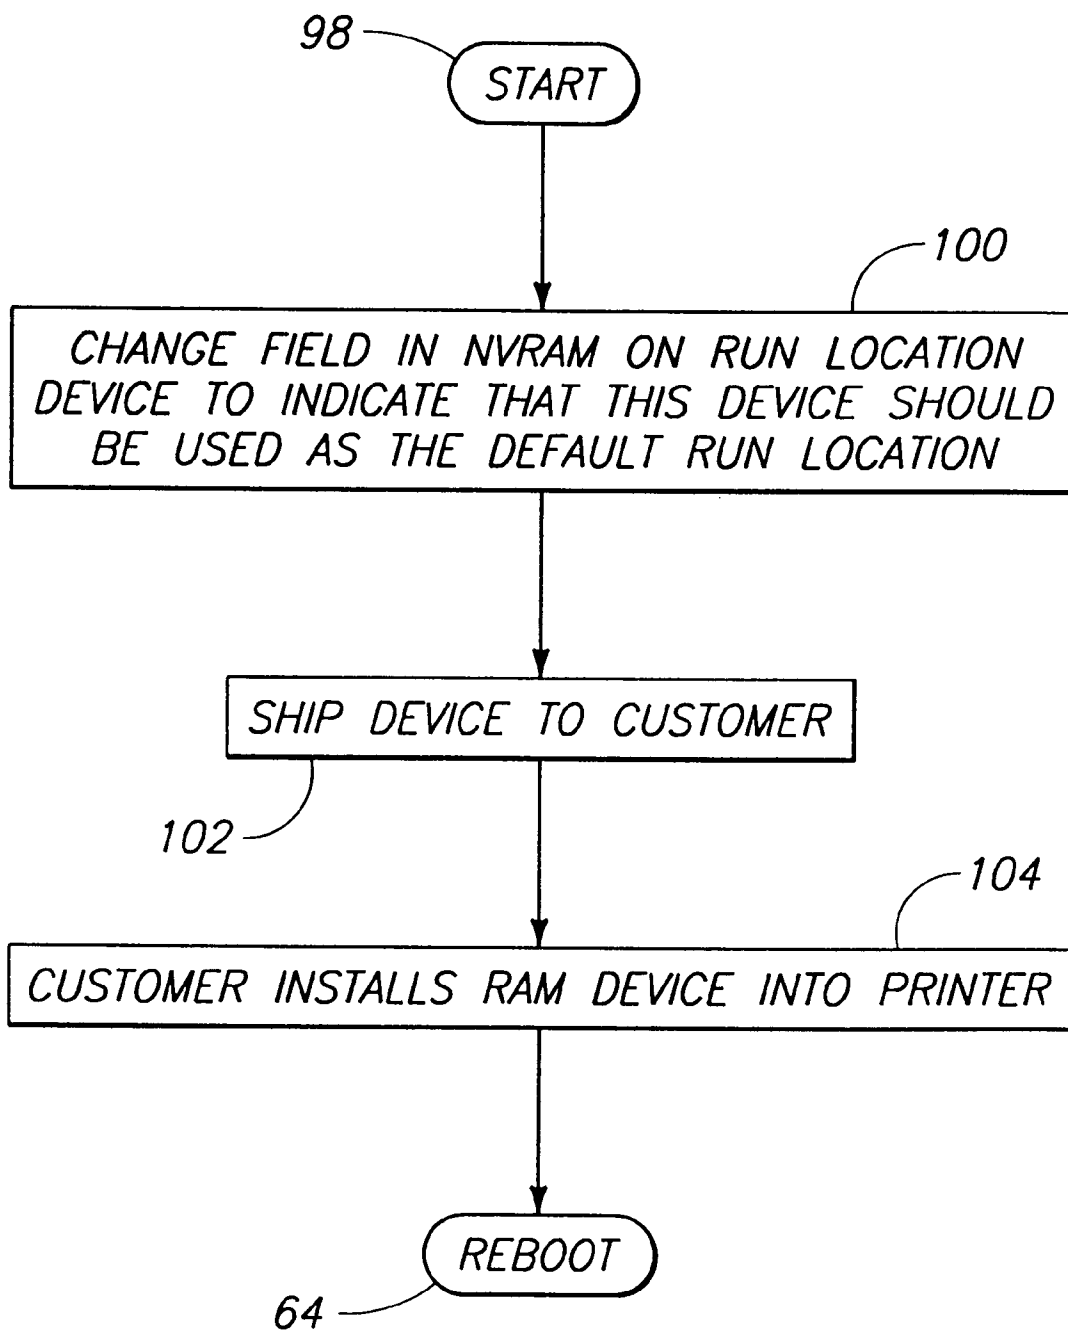 98
START
100
CHANGE FIELD IN NVRAM ON RUN LOCATION
DEVICE TO INDICATE THAT THIS DEVICE SHOULD
BE USED AS THE DEFAULT RUN LOCATION
SHIP DEVICE TO CUSTOMER
102
104
CUSTOMER INSTALLS RAM DEVICE INTO PRINTER
REBOOT
64